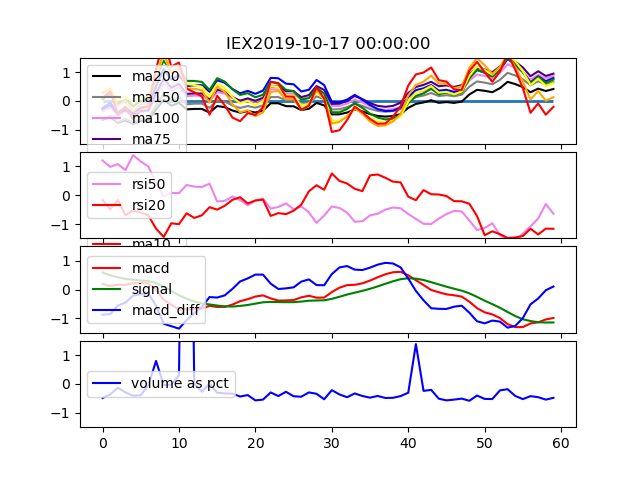 IEX2019-10-17 00:00:00
1
0
−1
ma200
ma150
ma100
ma75
1
0
−1
rsi50
rsi20
ma10
1
0
−1
macd
signal
macd_diff
1
0
−1
volume as pct
0 10 20 30 40 50 60